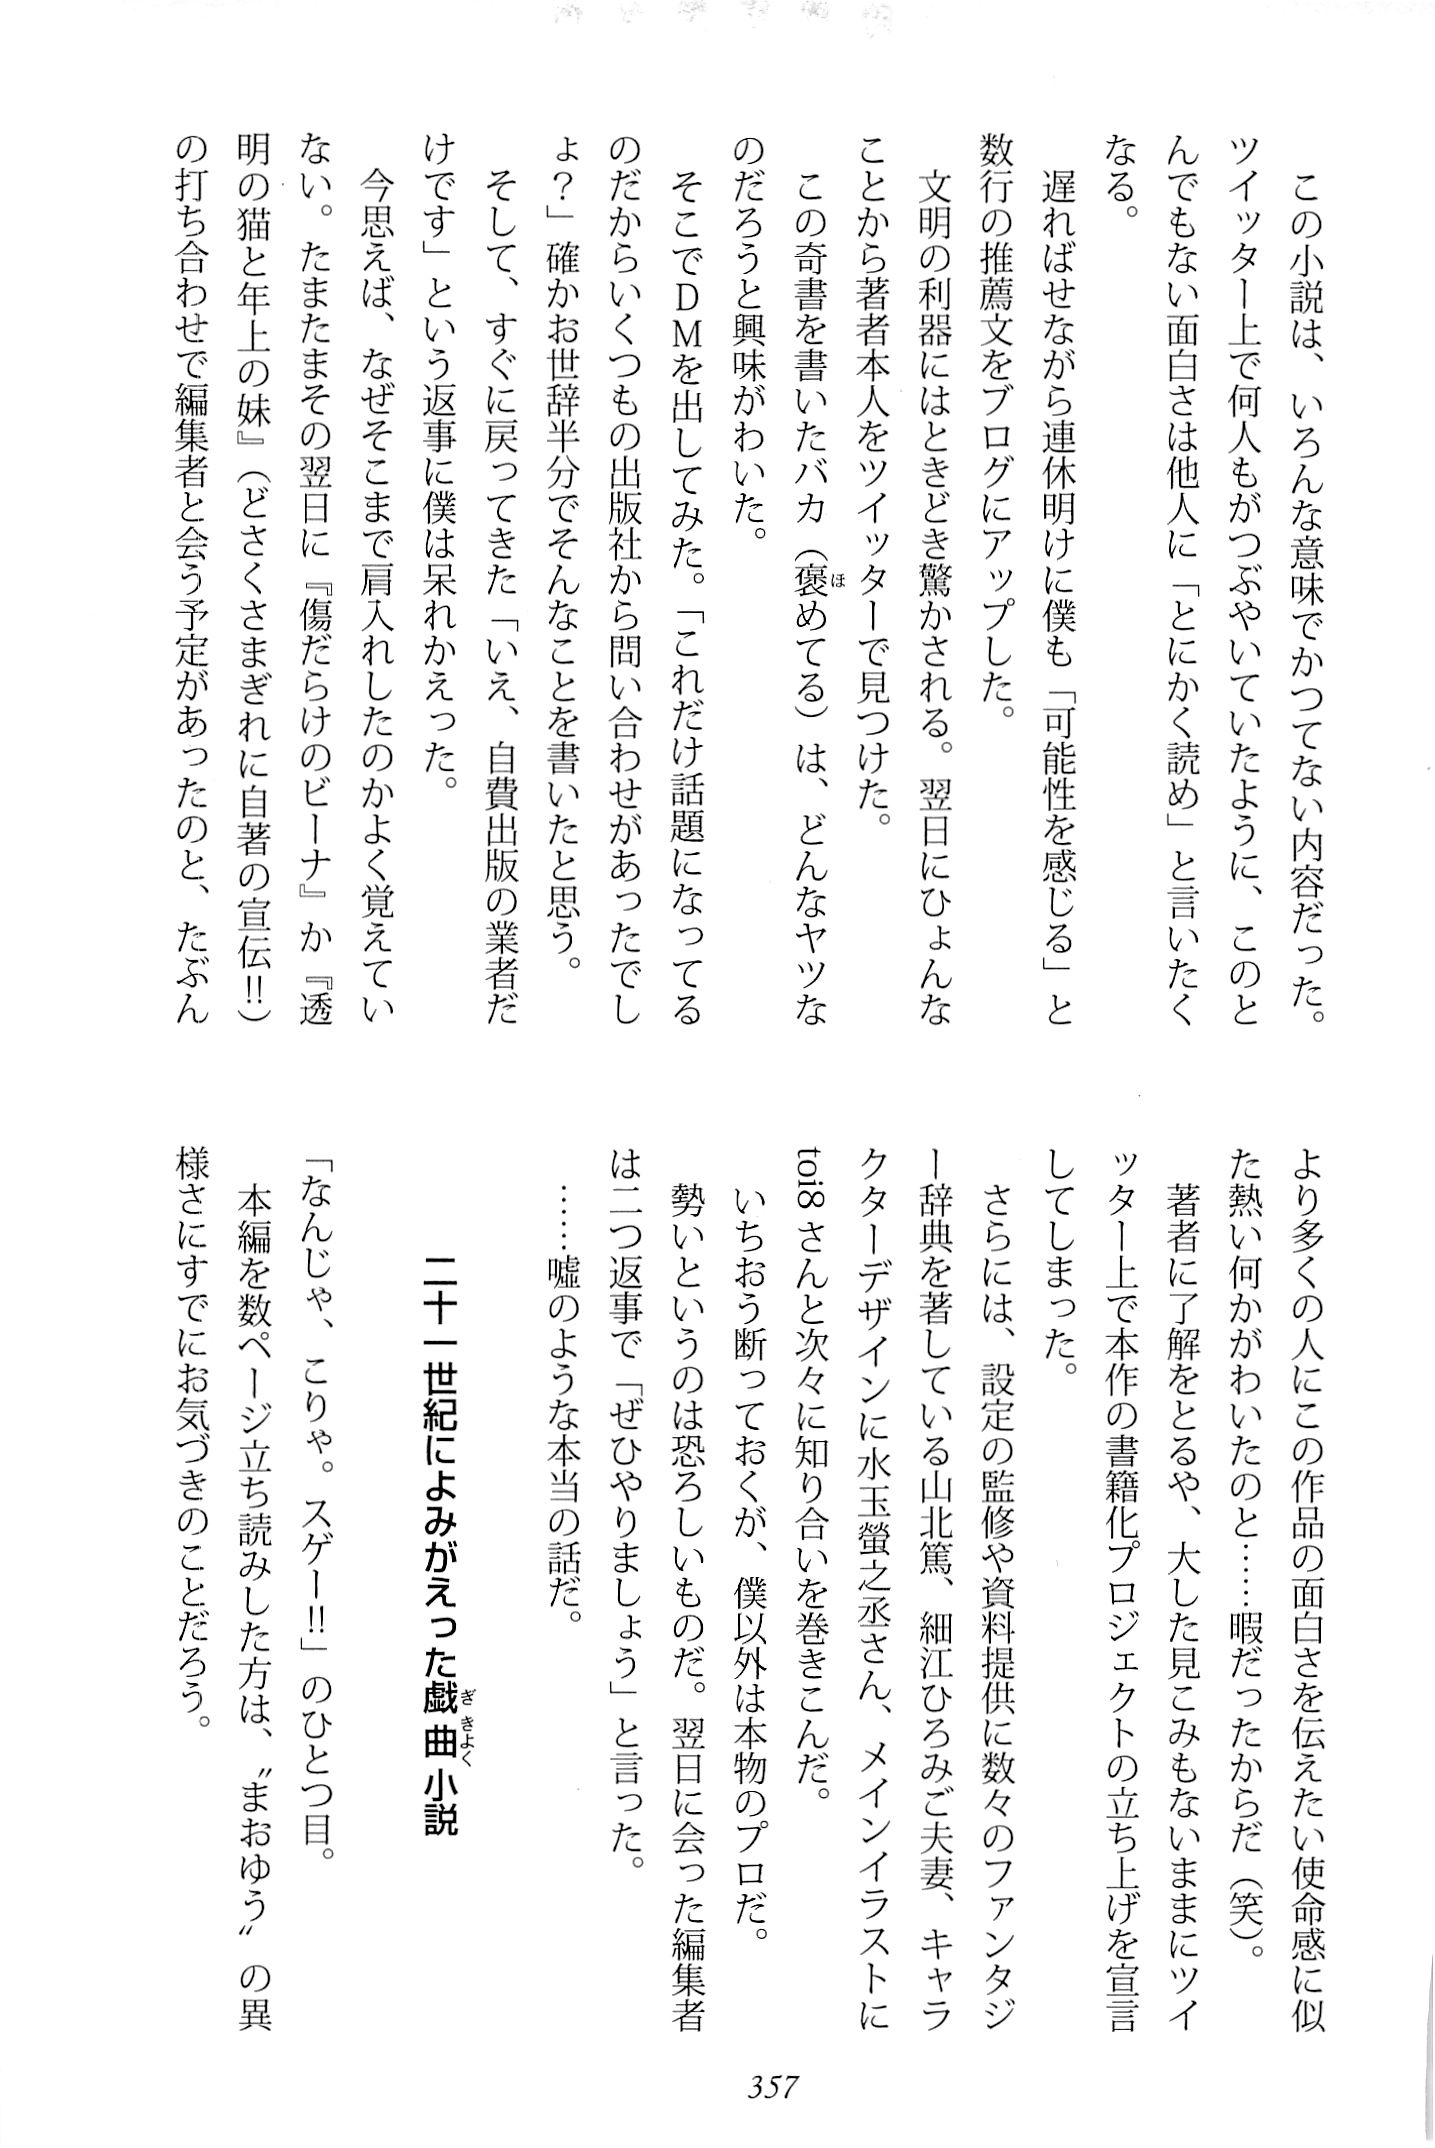 この小説は、いろんな意味でかつてない内容だった。
ツイッター上で何人もがつぶやいていたように、このと
んでもない面白さは他人に「とにかく読め」と言いたく
なる。
遅ればせながら連休明けに僕も「可能性を感じる」と
数行の推薦文をブログにアップした。
文明の利器にはときどき驚かされる。翌日にひょんな
ことから著者本人をツイッターで見つけた。
この奇書を書いたバカ（褒めてる）は、どんなヤツな
のだろうと興味がわいた。
そこでＤＭを出してみた。「これだけ話題になってる
のだからいくつもの出版社から問い合わせがあったでし
ょ？」確かお世辞半分でそんなことを書いたと思う。
そして、すぐに戻ってきた「いえ、自費出版の業者だ
けです」という返事に僕は呆れかえった。
今思えば、なぜそこまで肩入れしたのかよく覚えてい
ない。たまたまその翌日に『傷だらけのビーナ』か『透
明の猫と年上の妹』（どさくさまぎれに自著の宣伝!!）
の打ち合わせで編集者と会う予定があったのと、たぶん
より多くの人にこの作品の面白さを伝えたい使命感に似
た熱い何かがわいたのと……暇だったからだ（笑）。
著者に了解をとるや、大した見こみもないままにツイ
ッター上で本作の書籍化プロジェクトの立ち上げを宣言
してしまった。
さらには、設定の監修や資料提供に数々のファンタジ
ー辞典を著している山北篤、細江ひろみご夫妻、キャラ
クターデザインに水玉螢之丞さん、メインイラストに
toi8さんと次々に知り合いを巻きこんだ。
いちおう断っておくが、僕以外は本物のプロだ。
勢いというのは恐ろしいものだ。翌日に会った編集者
は二つ返事で「ぜひやりましょう」と言った。
……嘘のような本当の話だ。
二十一世紀によみがえった戯曲小説
「なんじゃ、こりゃ。スゲー!!」のひとつ目。
本編を数ページ立ち読みした方は、〝まおゆう〟の異
様さにすでにお気づきのことだろう。
357